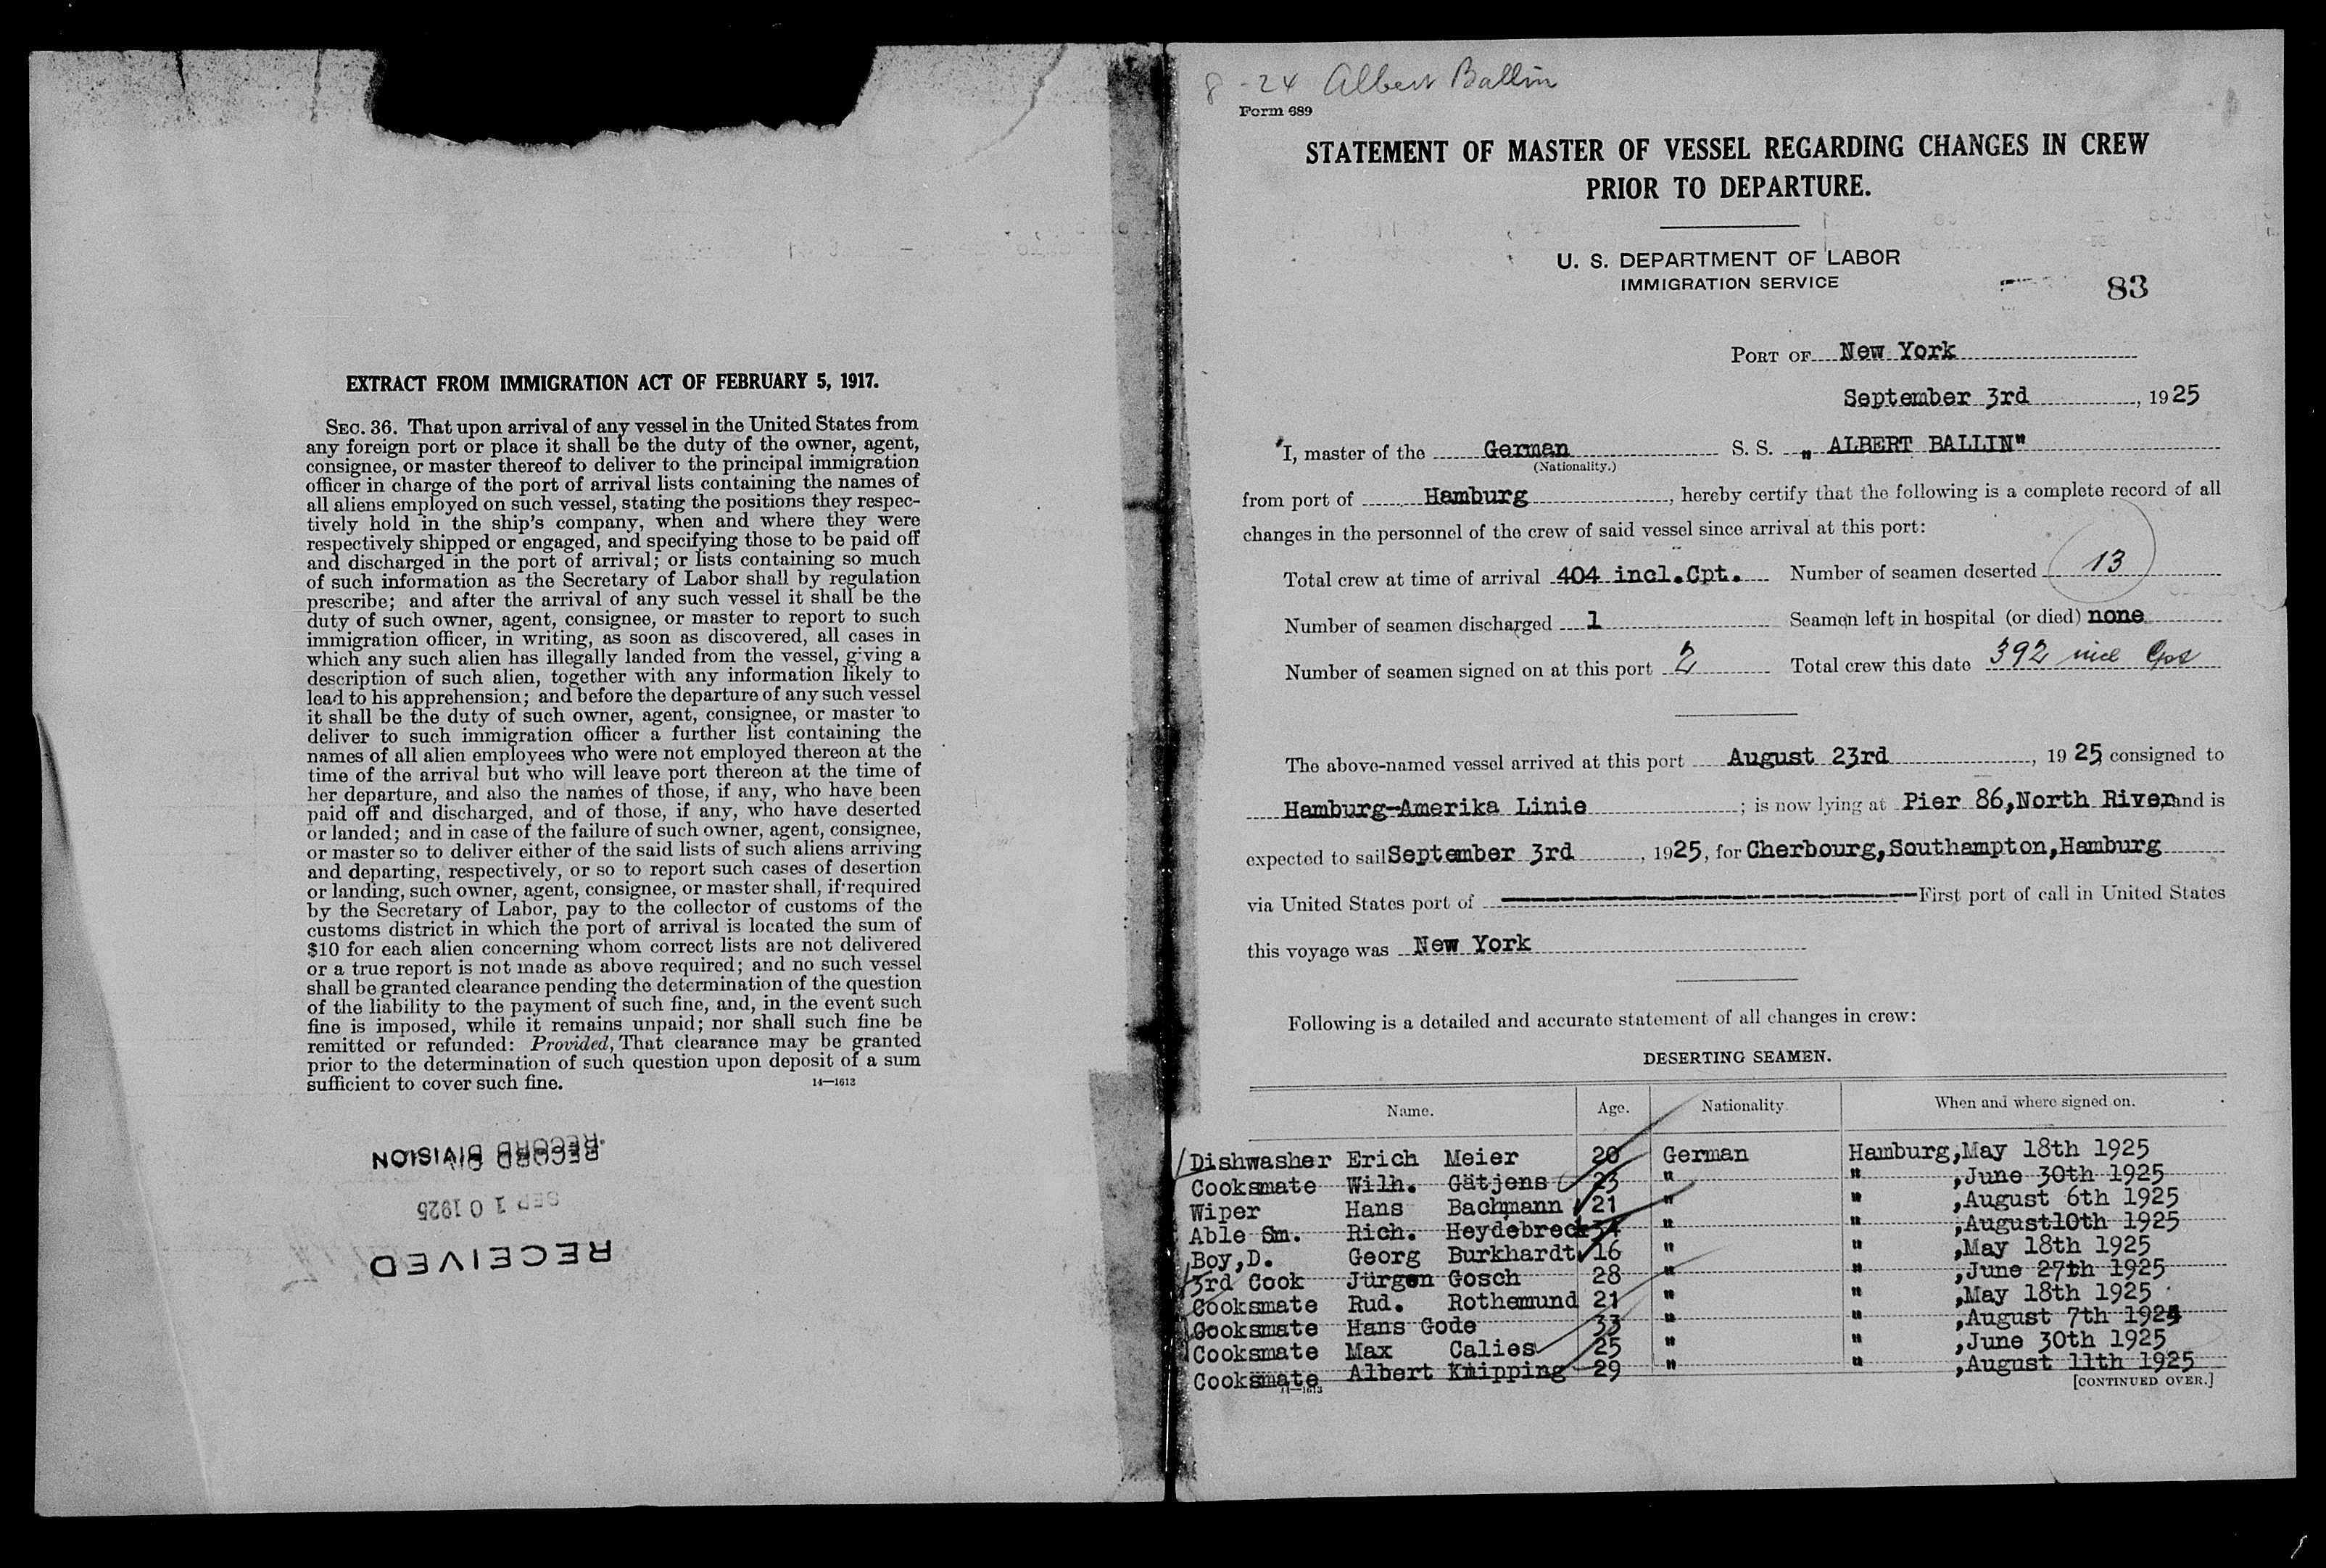 EXTRACT FROM IMMIGRATION ACT OF FEBRUARY 5, 1917.
SEC. 36. That upon arrival of any vessel in the United States from
any foreign port or place it shall be the duty of the owner, agent,
consignee, or master thereof to deliver to the principal immigration
officer in charge of the port of arrival lists containing the names of
all aliens employed on such vessel, stating the positions they respec-
tively hold in the ship's company, when and where they were
respectively shipped or engaged, and specifying those to be paid off
and discharged in the port of arrival; or lists containing so much
of such information as the Secretary of Labor shall by regulation
prescribe; and after the arrival of any such vessel it shall be the
duty of such owner, agent, consignee, or master to report to such
immigration officer, in writing, as soon as discovered, all cases in
which any such alien has illegally landed from the vessel, giving a
description of such alien, together with any information likely to
lead to his apprehension; and before the departure of any such vessel
it shall be the duty of such owner, agent, consignee, or master to
deliver to such immigration officer a further list containing the
names of all alien employees who were not employed thereon at the
time of the arrival but who will leave port thereon at the time of
her departure, and also the names of those, if any, who have been
paid off and discharged, and of those, if any, who have deserted
or landed; and in case of the failure of such owner, agent, consignee,
or master so to deliver either of the said lists of such aliens arriving
and departing, respectively, or so to report such cases of desertion
or landing, such owner, agent, consignee, or master shall, if required
by the Secretary of Labor, pay to the collector of customs of the
customs district in which the port of arrival is located the sum of
$10 for each alien concerning whom correct lists are not delivered
or a true report is not made as above required; and no such vessel
shall be granted clearance pending the determination of the question
of the liability to the payment of such fine, and, in the event such
fine is imposed, while it remains unpaid; nor shall such fine be
remitted or refunded: Provided, That clearance may be granted
prior to the determination of such question upon deposit of a sum
sufficient to cover such fine. 14—1613
RECORD DIVISION
SEP 10 1925
RECEIVED
8-24 Albert Ballin
Form 689
STATEMENT OF MASTER OF VESSEL REGARDING CHANGES IN CREW
PRIOR TO DEPARTURE.
U. S. DEPARTMENT OF LABOR
IMMIGRATION SERVICE
83
PORT OF New York
September 3rd, 1925
I, master of the German S. S. „ ALBERT BALLIN"
(Nationality.)
from port of Hamburg, hereby certify that the following is a complete record of all
changes in the personnel of the crew of said vessel since arrival at this port:
Total crew at time of arrival 404 incl.Cpt. Number of seamen deserted 13
Number of seamen discharged 1 Seamen left in hospital (or died) none
Number of seamen signed on at this port 2 Total crew this date 392 incl Cpt
The above-named vessel arrived at this port August 23rd, 1925, consigned to
Hamburg-Amerika Linie; is now lying at Pier 86,North River and is
expected to sail September 3rd, 1925, for Cherbourg,Southampton,Hamburg
via United States port of First port of call in United States
this voyage was New York
Following is a detailed and accurate statement of all changes in crew:
DESERTING SEAMEN.
Name. Age. Nationality When and where signed on.
Dishwasher Erich Meier 20 German Hamburg,May 18th 1925
Cooksmate Wilh. Gätjens 23 " " ,June 30th 1925
Wiper Hans Bachmann 21 " " ,August 6th 1925
Able Sm. Rich. Heydebreck 34 " " ,August10th 1925
Boy,D. Georg Burkhardt 16 " " ,May 18th 1925
3rd Cook Jürgen Gosch 28 " " ,June 27th 1925
Cooksmate Rud. Rothemund 21 " " ,May 18th 1925
Cooksmate Hans Gode 33 " " ,August 7th 1924
Cooksmate Max Calies 25 " " ,June 30th 1925
Cooksmate Albert Knipping 29 " " ,August 11th 1925
14—1613
[CONTINUED OVER.]